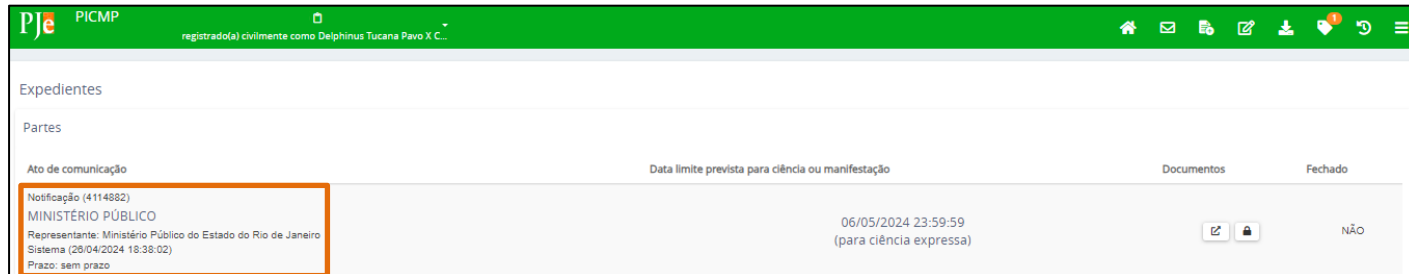 PJe PICMP
registrado(a) civilmente como Delphinus Tucana Pavo X C...
1
Expedientes
Partes
Ato de comunicação Data limite prevista para ciência ou manifestação Documentos Fechado
Notificação (4114882)
MINISTÉRIO PÚBLICO
Representante: Ministério Público do Estado do Rio de Janeiro
Sistema (26/04/2024 18:38:02)
Prazo: sem prazo
06/05/2024 23:59:59
(para ciência expressa)
NÃO